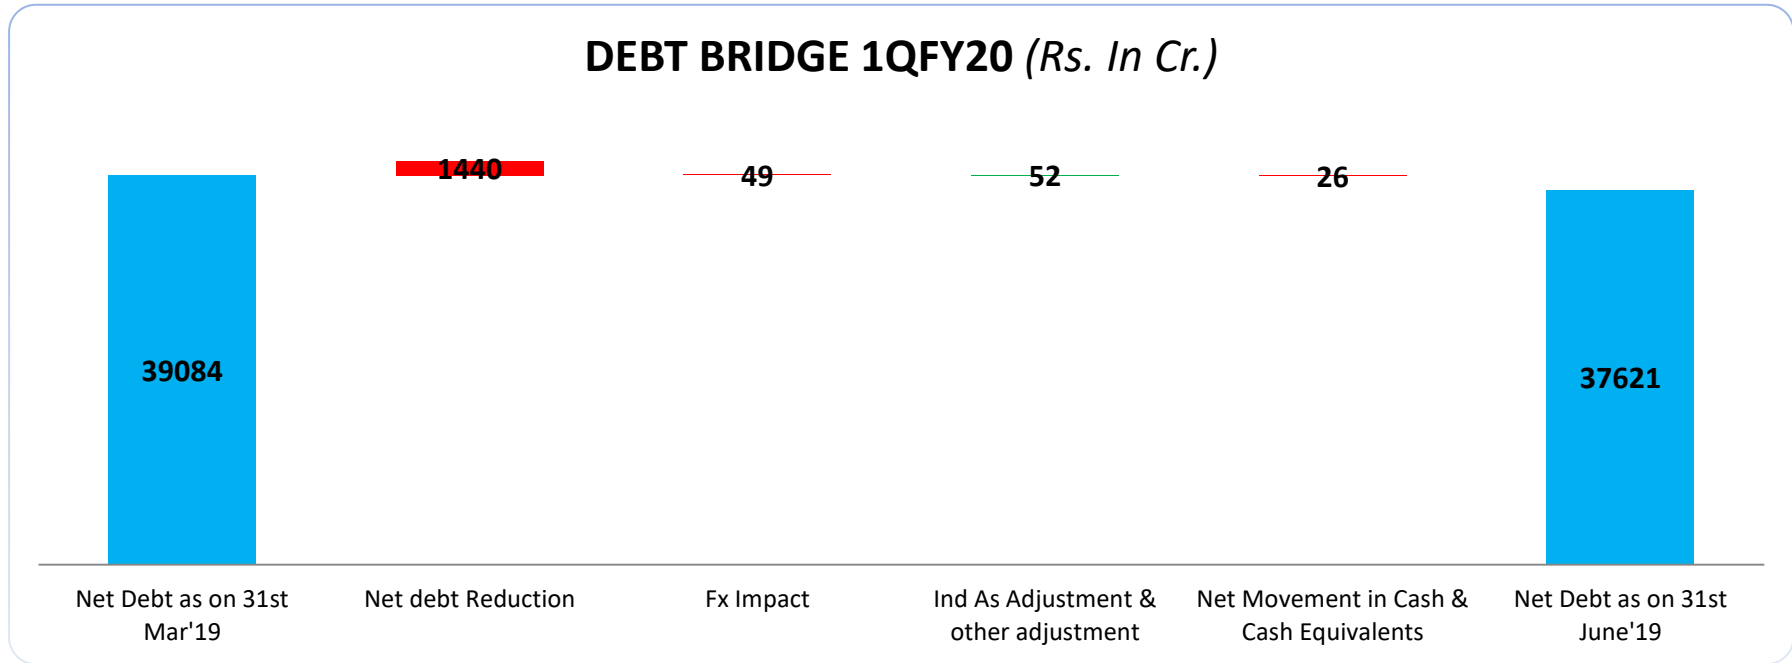 DEBT BRIDGE 1QFY20 (Rs. In Cr.)
1440
49
52
26
39084
37621
Net Debt as on 31st
Mar'19
Net debt Reduction
Fx Impact
Ind As Adjustment &
other adjustment
Net Movement in Cash &
Cash Equivalents
Net Debt as on 31st
June'19